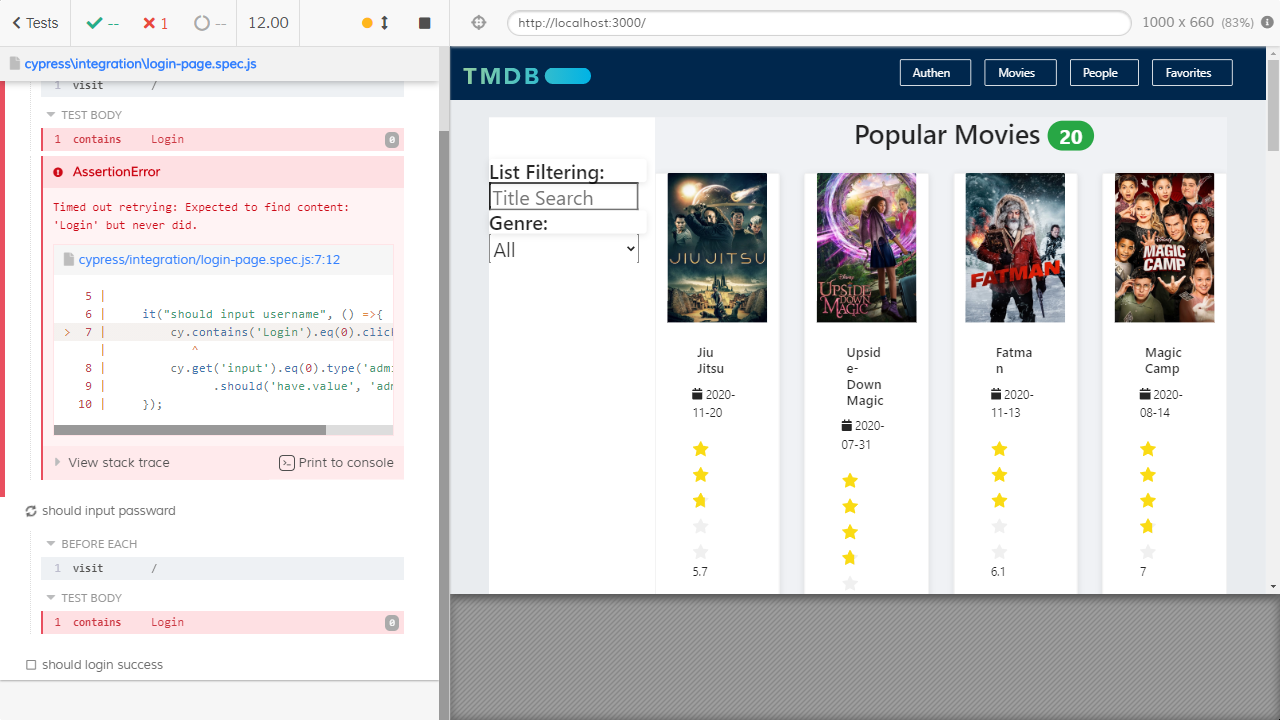 Tests
--
1
--
12.00
http://localhost:3000/
1000 x 660 (83%)
cypress\integration\login-page.spec.js
1 visit /
TEST BODY
1 contains Login 0
AssertionError
Timed out retrying: Expected to find content:
'Login' but never did.
cypress/integration/login-page.spec.js:7:12
5 |
6 | it("should input username", () =>{
> 7 | cy.contains('Login').eq(0).click
| ^
8 | cy.get('input').eq(0).type('admi
9 | .should('have.value', 'adm
10 | });
View stack trace
Print to console
should input passward
BEFORE EACH
1 visit /
TEST BODY
1 contains Login 0
should login success
TMDB
Authen
Movies
People
Favorites
Popular Movies 20
List Filtering:
Title Search
Genre:
All
JIU JITSU
Jiu
Jitsu
2020-
11-20
5.7
Disney
UPSIDE
DOWN
MAGIC
Upsid
e-
Down
Magic
2020-
07-31
FATMAN
Fatma
n
2020-
11-13
6.1
Disney
MAGIC
CAMP
Magic
Camp
2020-
08-14
7